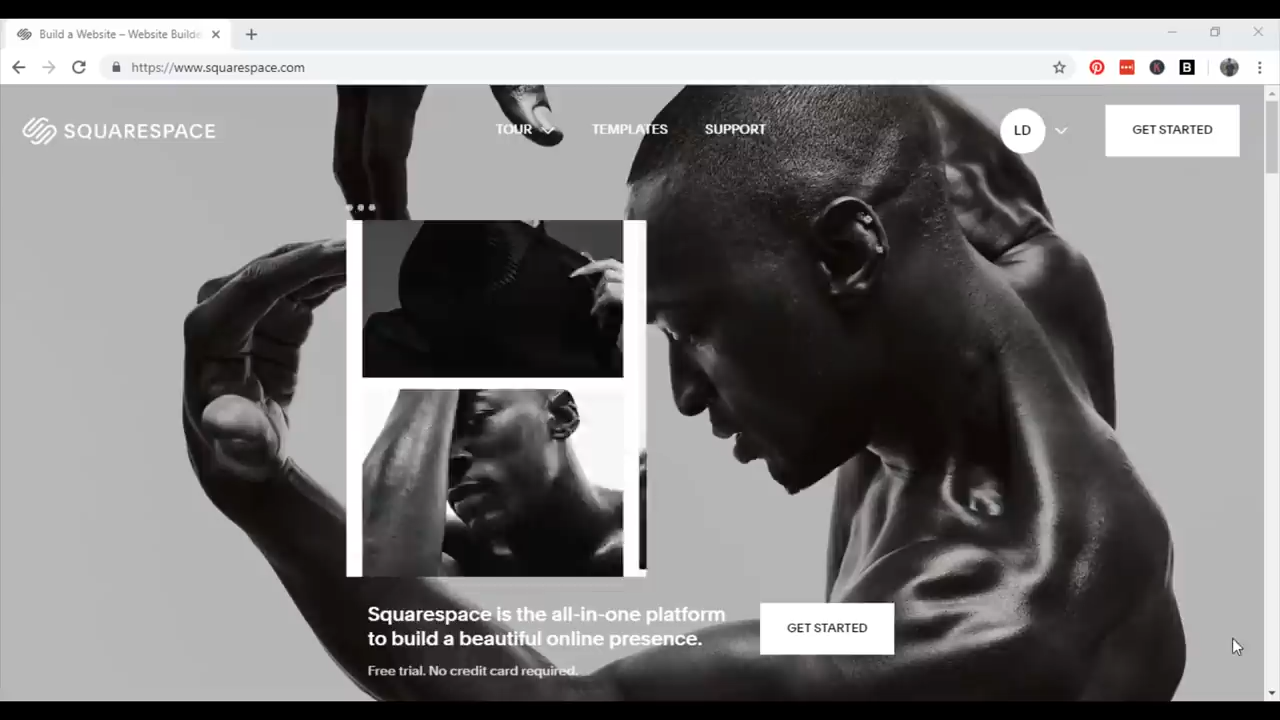 Build a Website – Website Builde
https://www.squarespace.com
B
SQUARESPACE
TOUR
TEMPLATES
SUPPORT
LD
GET STARTED
Squarespace is the all-in-one platform
to build a beautiful online presence.
GET STARTED
Free trial. No credit card required.